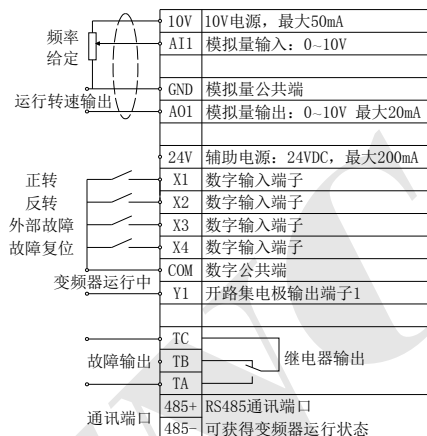 10V 10V电源，最大50mA
频率给定
AI1 模拟量输入：0~10V
GND 模拟量公共端
运行转速输出
AO1 模拟量输出：0~10V 最大20mA
24V 辅助电源：24VDC，最大200mA
正转 X1 数字输入端子
反转 X2 数字输入端子
外部故障 X3 数字输入端子
故障复位 X4 数字输入端子
COM 数字公共端
变频器运行中
Y1 开路集电极输出端子1
TC
故障输出 TB 继电器输出
TA
通讯端口
485+ RS485通讯端口
485- 可获得变频器运行状态